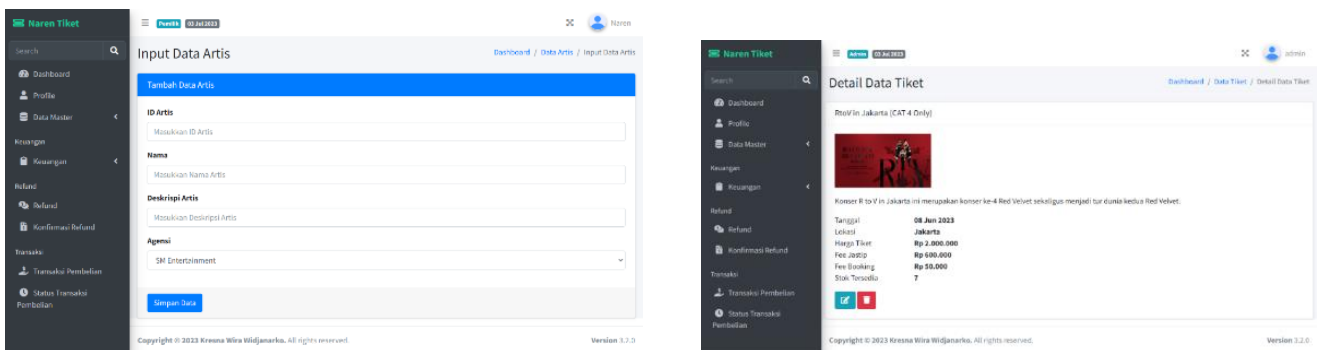 Naren Tiket
Pemilik 03 Jul 2023
Naren
Search
Input Data Artis
Dashboard / Data Artis / Input Data Artis
Dashboard
Profile
Data Master
Keuangan
Keuangan
Refund
Refund
Konfirmasi Refund
Transaksi
Transaksi Pembelian
Status Transaksi
Pembelian
Tambah Data Artis
ID Artis
Masukkan ID Artis
Nama
Masukkan Nama Artis
Deskripsi Artis
Masukkan Deskripsi Artis
Agensi
SM Entertainment
Simpan Data
Copyright © 2023 Kresna Wira Widjanarko. All rights reserved.
Version 3.2.0
Naren Tiket
Admin 03 Jul 2023
admin
Search
Detail Data Tiket
Dashboard / Data Tiket / Detail Data Tiket
Dashboard
Profile
Data Master
Keuangan
Keuangan
Refund
Refund
Konfirmasi Refund
Transaksi
Transaksi Pembelian
Status Transaksi
Pembelian
RtoV in Jakarta (CAT 4 Only)
Konser R to V in Jakarta ini merupakan konser ke-4 Red Velvet sekaligus menjadi tur dunia kedua Red Velvet.
Tanggal 08 Jun 2023
Lokasi Jakarta
Harga Tiket Rp 2.000.000
Fee Jastip Rp 600.000
Fee Booking Rp 50.000
Stok Tersedia 7
Copyright © 2023 Kresna Wira Widjanarko. All rights reserved.
Version 3.2.0